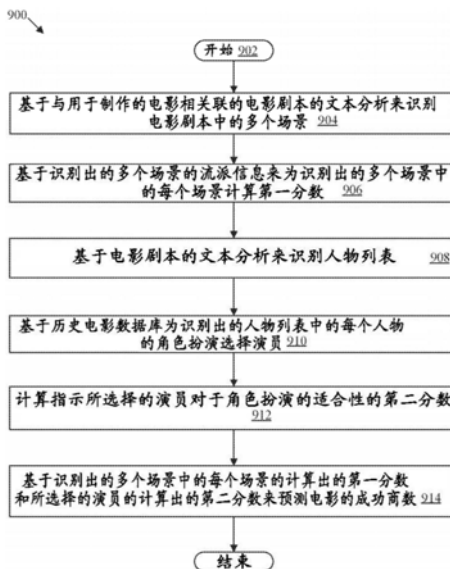 900
开始 902
基于与用于制作的电影相关联的电影剧本的文本分析来识别
电影剧本中的多个场景 904
基于识别出的多个场景的流派信息来为识别出的多个场景中
的每个场景计算第一分数 906
基于电影剧本的文本分析来识别人物列表 908
基于历史电影数据库为识别出的人物列表中的每个人物
的角色扮演选择演员 910
计算指示所选择的演员对于角色扮演的适合性的第二分数
912
基于识别出的多个场景中的每个场景的计算出的第一分数
和所选择的演员的计算出的第二分数来预测电影的成功商数 914
结束